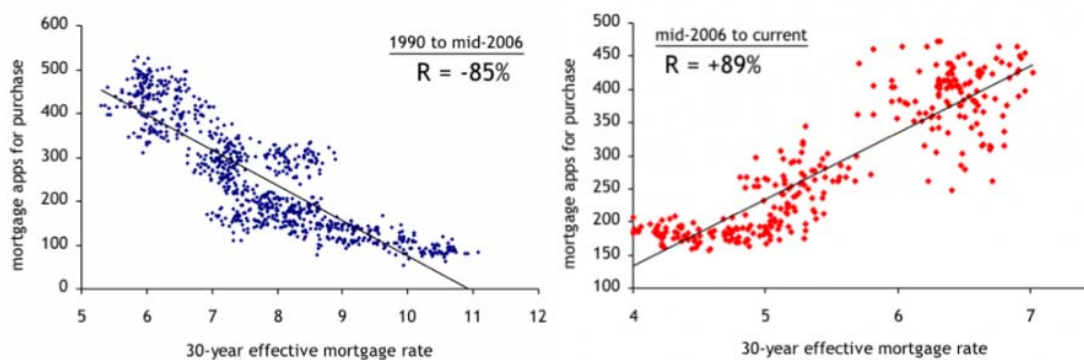 600
500
400
300
200
100
0
mortgage apps for purchase
1990 to mid-2006
R = -85%
5 6 7 8 9 10 11 12
30-year effective mortgage rate
500
450
400
350
300
250
200
150
100
mortgage apps for purchase
mid-2006 to current
R = +89%
4 5 6 7
30-year effective mortgage rate